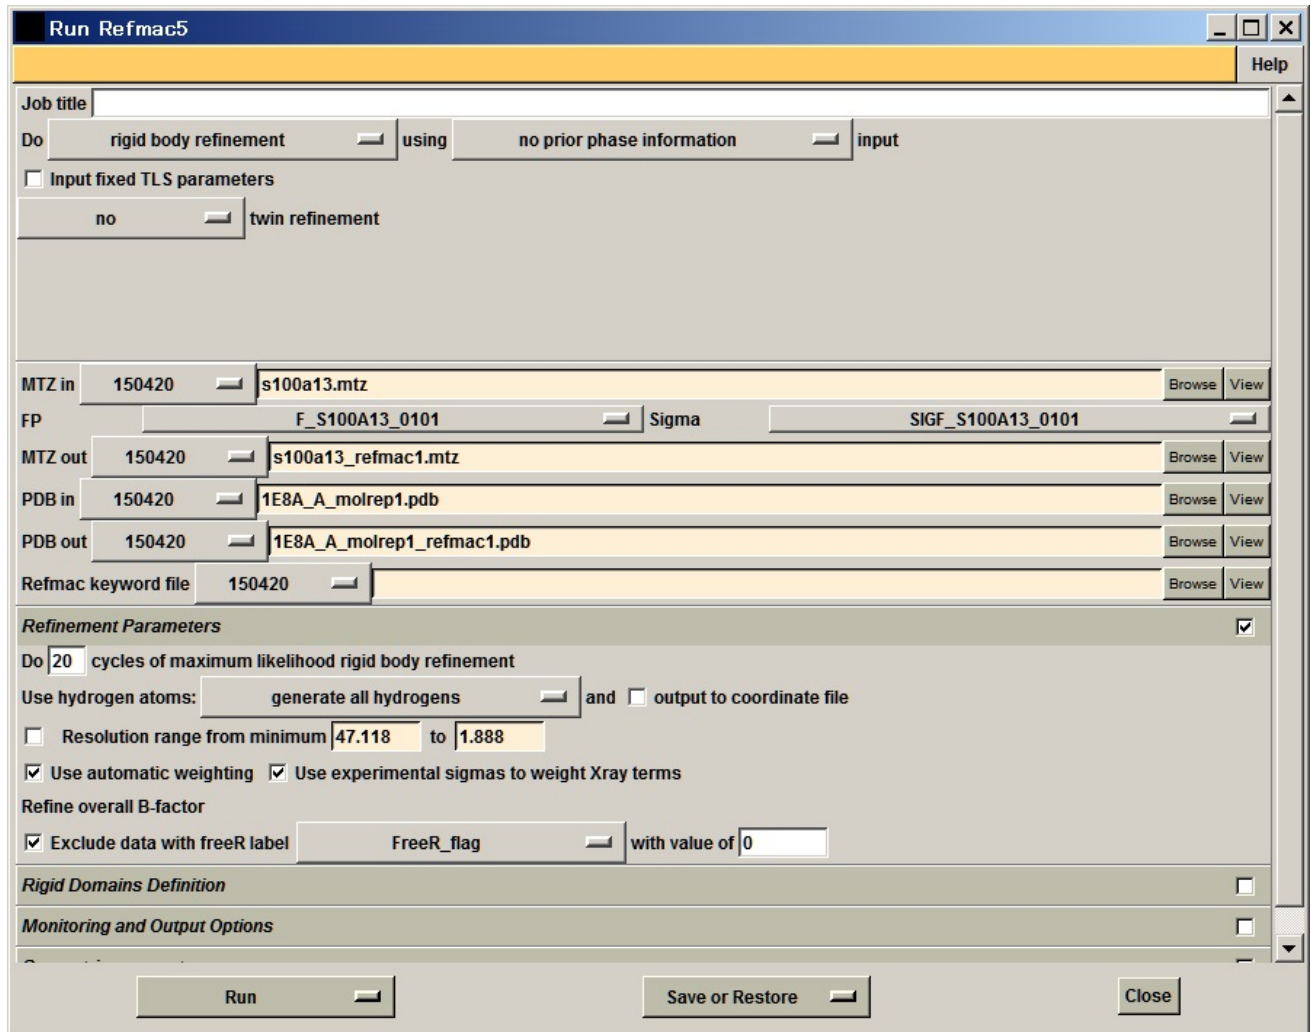 Run Refmac5
Help
Job title
Do rigid body refinement using no prior phase information input
Input fixed TLS parameters
no twin refinement
MTZ in 150420 s100a13.mtz Browse View
FP F_S100A13_0101 Sigma SIGF_S100A13_0101
MTZ out 150420 s100a13_refmac1.mtz Browse View
PDB in 150420 1E8A_A_molrep1.pdb Browse View
PDB out 150420 1E8A_A_molrep1_refmac1.pdb Browse View
Refmac keyword file 150420 Browse View
Refinement Parameters
Do 20 cycles of maximum likelihood rigid body refinement
Use hydrogen atoms: generate all hydrogens and output to coordinate file
Resolution range from minimum 47.118 to 1.888
Use automatic weighting Use experimental sigmas to weight Xray terms
Refine overall B-factor
Exclude data with freeR label FreeR_flag with value of 0
Rigid Domains Definition
Monitoring and Output Options
Run Save or Restore Close